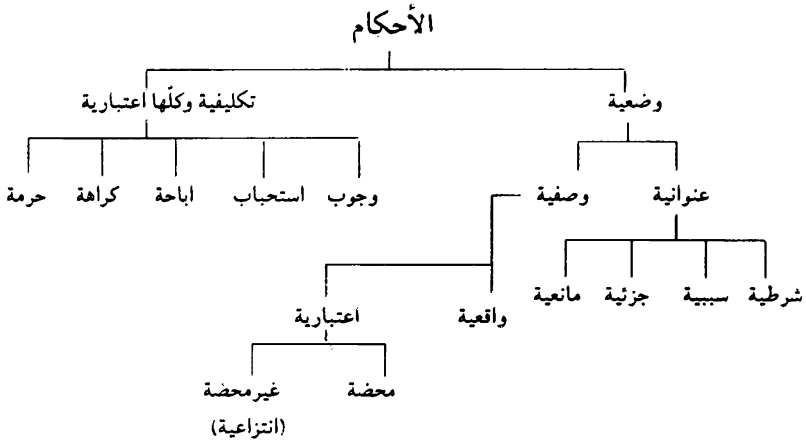 الأحكام
وضعية
تكليفية وكلّها اعتبارية
عنوانية
وصفية
وجوب
استحباب
اباحة
كراهة
حرمة
شرطية
سببية
جزئية
مانعية
واقعية
اعتبارية
محضة
غيرمحضة
(انتزاعية)